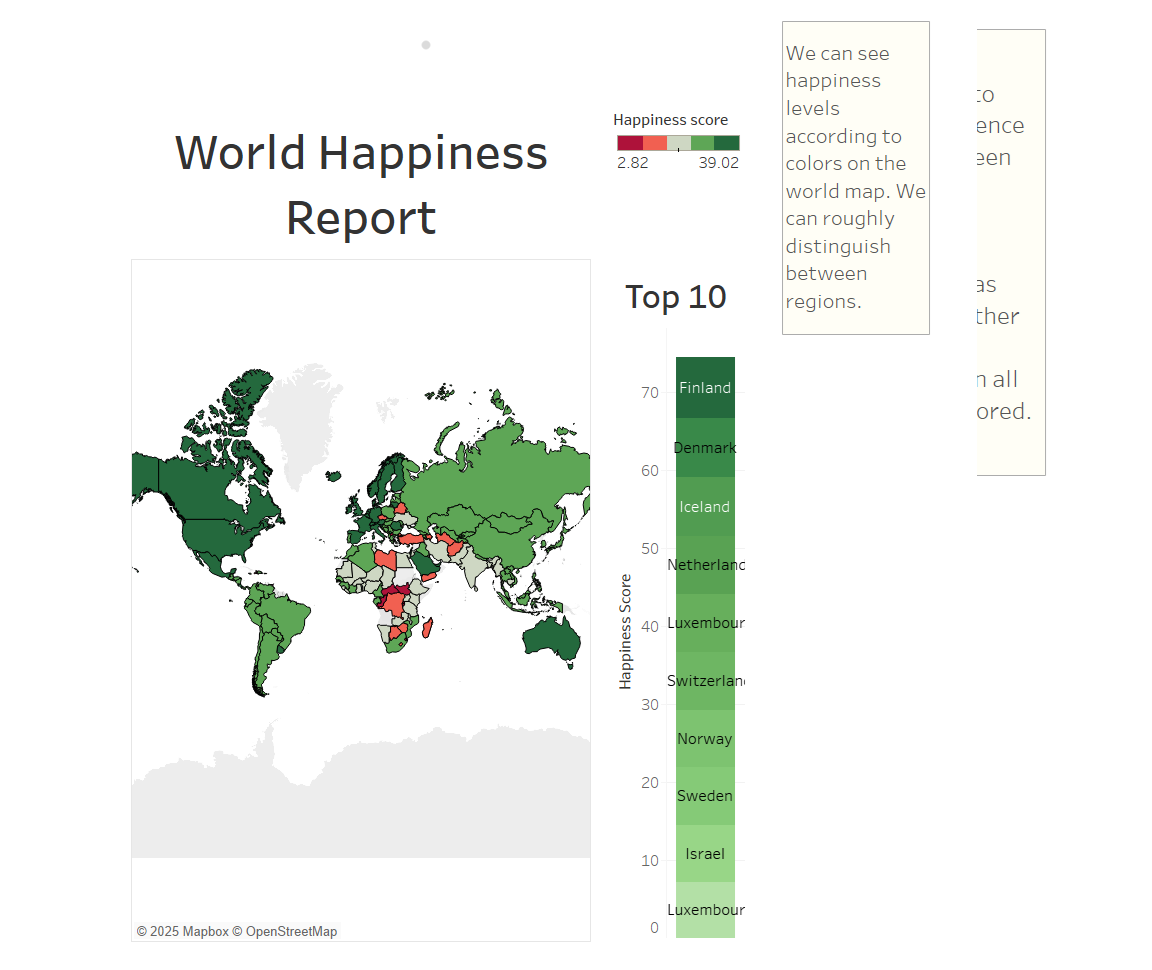 World Happiness
Report
Happiness score
2.82 39.02
We can see
happiness
levels
according to
colors on the
world map. We
can roughly
distinguish
between
regions.
to
ence
een
as
ther
n all
ored.
Top 10
Happiness Score
70
60
50
40
30
20
10
0
Finland
Denmark
Iceland
Netherland
Luxembour
Switzerland
Norway
Sweden
Israel
Luxembour
© 2025 Mapbox © OpenStreetMap